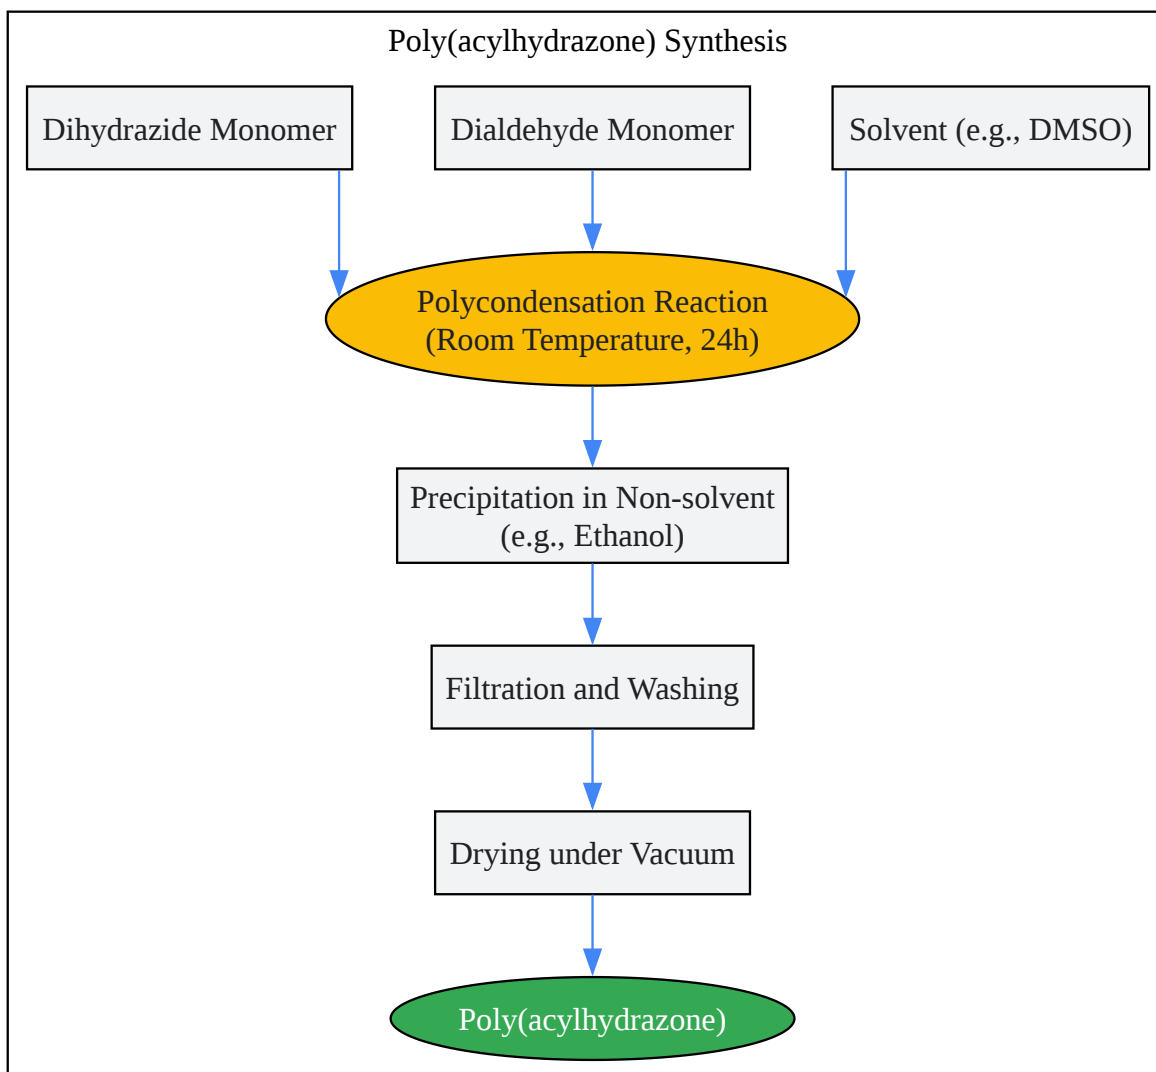 Poly(acylhydrazone) Synthesis
Dihydrazide Monomer
Dialdehyde Monomer
Solvent (e.g., DMSO)
Polycondensation Reaction
(Room Temperature, 24h)
Precipitation in Non-solvent
(e.g., Ethanol)
Filtration and Washing
Drying under Vacuum
Poly(acylhydrazone)